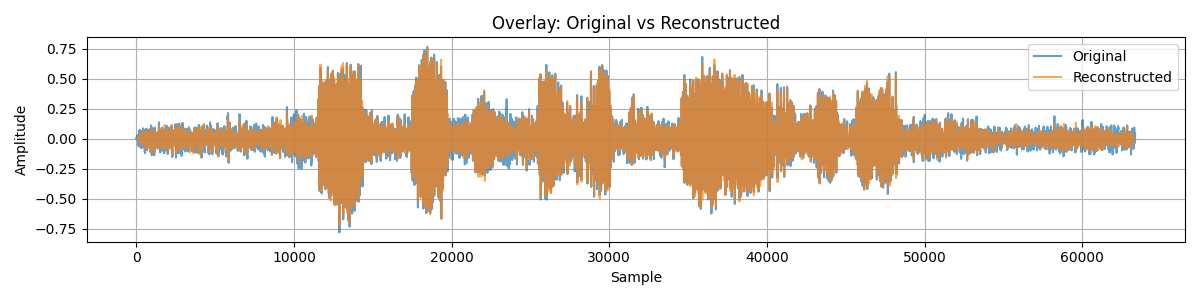 Overlay: Original vs Reconstructed
Original
Reconstructed
Amplitude
0.75
0.50
0.25
0.00
−0.25
−0.50
−0.75
0 10000 20000 30000 40000 50000 60000
Sample